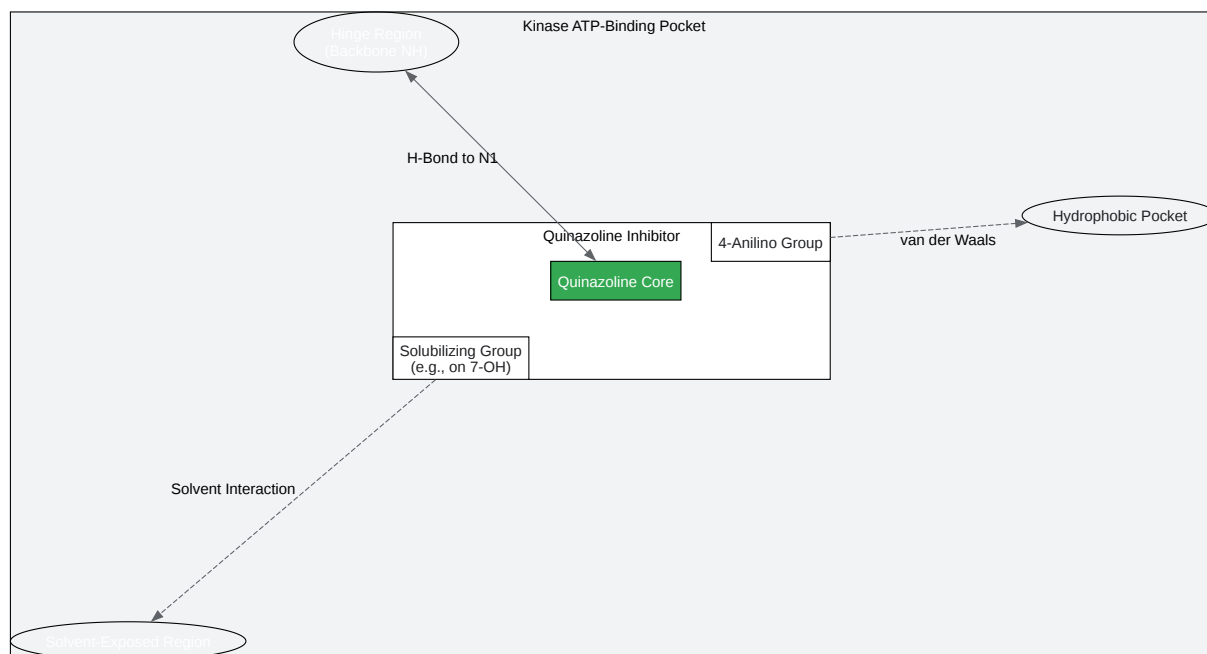 Kinase ATP-Binding Pocket
Hinge Region
(Backbone NH)
H-Bond to N1
Hydrophobic Pocket
van der Waals
Quinazoline Inhibitor
4-Anilino Group
Quinazoline Core
Solubilizing Group
(e.g., on 7-OH)
Solvent Interaction
Solvent-Exposed Region